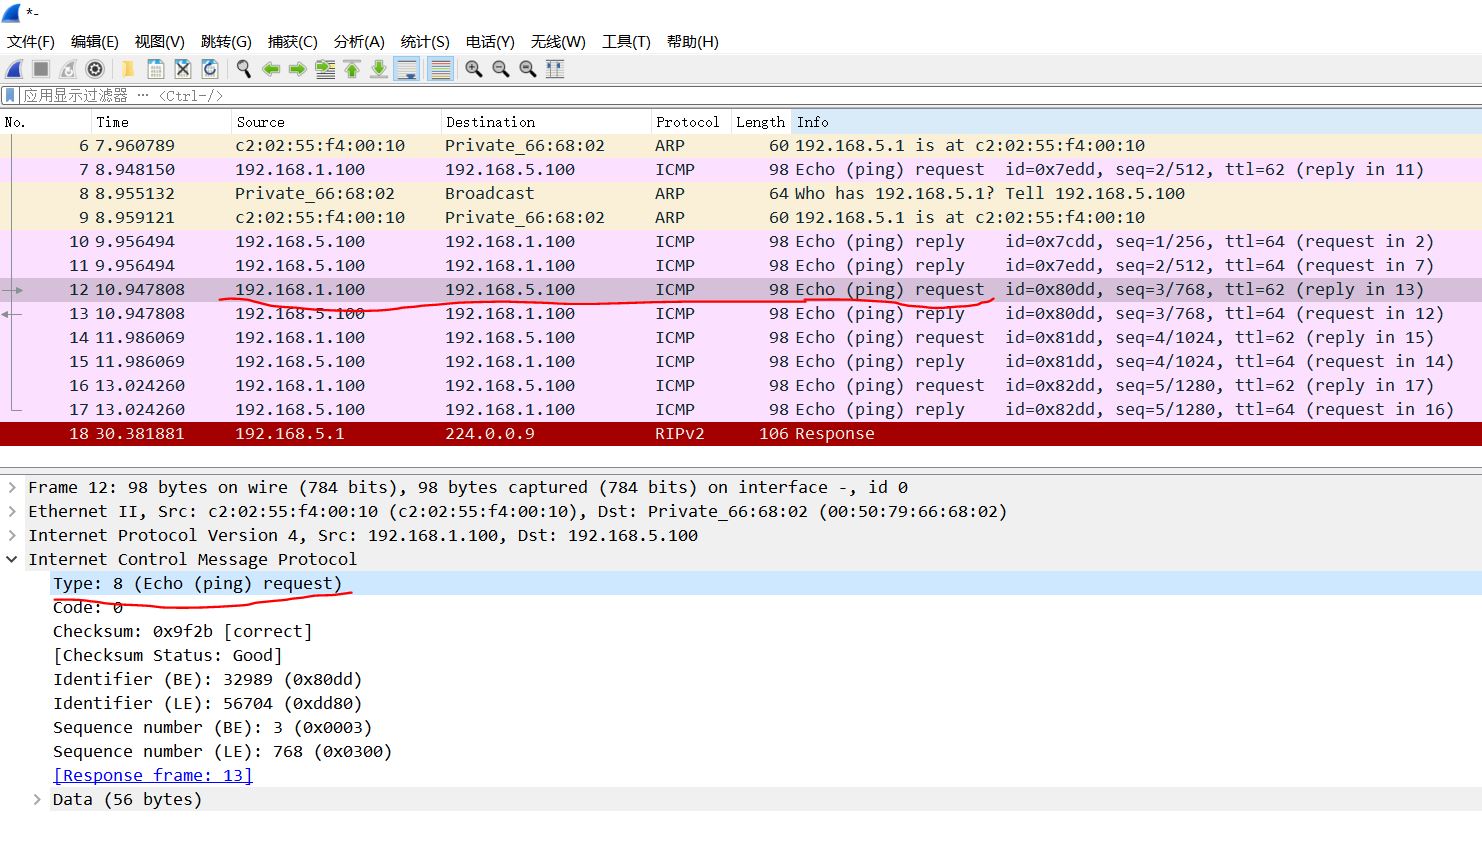 *-
文件(F) 编辑(E) 视图(V) 跳转(G) 捕获(C) 分析(A) 统计(S) 电话(Y) 无线(W) 工具(T) 帮助(H)
应用显示过滤器 … <Ctrl-/>
No. Time Source Destination Protocol Length Info
6 7.960789 c2:02:55:f4:00:10 Private_66:68:02 ARP 60 192.168.5.1 is at c2:02:55:f4:00:10
7 8.948150 192.168.1.100 192.168.5.100 ICMP 98 Echo (ping) request id=0x7edd, seq=2/512, ttl=62 (reply in 11)
8 8.955132 Private_66:68:02 Broadcast ARP 64 Who has 192.168.5.1? Tell 192.168.5.100
9 8.959121 c2:02:55:f4:00:10 Private_66:68:02 ARP 60 192.168.5.1 is at c2:02:55:f4:00:10
10 9.956494 192.168.5.100 192.168.1.100 ICMP 98 Echo (ping) reply id=0x7cdd, seq=1/256, ttl=64 (request in 2)
11 9.956494 192.168.5.100 192.168.1.100 ICMP 98 Echo (ping) reply id=0x7edd, seq=2/512, ttl=64 (request in 7)
12 10.947808 192.168.1.100 192.168.5.100 ICMP 98 Echo (ping) request id=0x80dd, seq=3/768, ttl=62 (reply in 13)
13 10.947808 192.168.5.100 192.168.1.100 ICMP 98 Echo (ping) reply id=0x80dd, seq=3/768, ttl=64 (request in 12)
14 11.986069 192.168.1.100 192.168.5.100 ICMP 98 Echo (ping) request id=0x81dd, seq=4/1024, ttl=62 (reply in 15)
15 11.986069 192.168.5.100 192.168.1.100 ICMP 98 Echo (ping) reply id=0x81dd, seq=4/1024, ttl=64 (request in 14)
16 13.024260 192.168.1.100 192.168.5.100 ICMP 98 Echo (ping) request id=0x82dd, seq=5/1280, ttl=62 (reply in 17)
17 13.024260 192.168.5.100 192.168.1.100 ICMP 98 Echo (ping) reply id=0x82dd, seq=5/1280, ttl=64 (request in 16)
18 30.381881 192.168.5.1 224.0.0.9 RIPv2 106 Response
Frame 12: 98 bytes on wire (784 bits), 98 bytes captured (784 bits) on interface -, id 0
Ethernet II, Src: c2:02:55:f4:00:10 (c2:02:55:f4:00:10), Dst: Private_66:68:02 (00:50:79:66:68:02)
Internet Protocol Version 4, Src: 192.168.1.100, Dst: 192.168.5.100
Internet Control Message Protocol
Type: 8 (Echo (ping) request)
Code: 0
Checksum: 0x9f2b [correct]
[Checksum Status: Good]
Identifier (BE): 32989 (0x80dd)
Identifier (LE): 56704 (0xdd80)
Sequence number (BE): 3 (0x0003)
Sequence number (LE): 768 (0x0300)
[Response frame: 13]
Data (56 bytes)